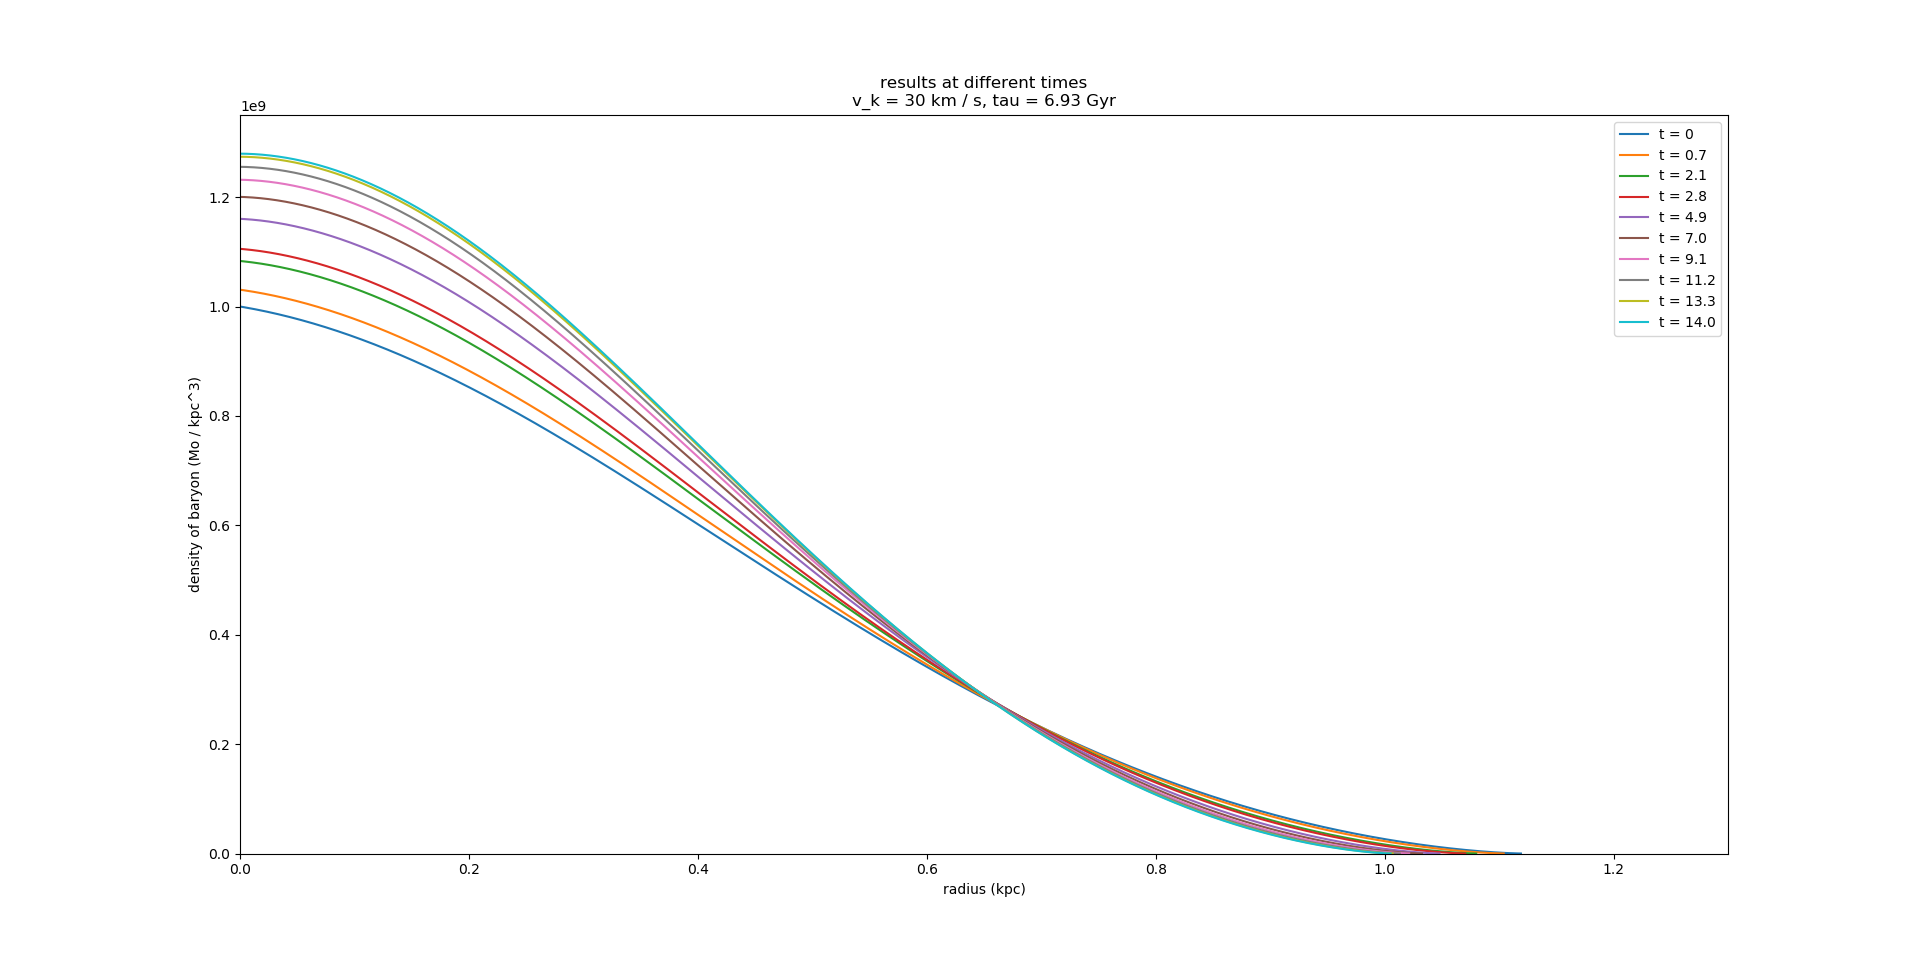 results at different times
v_k = 30 km / s, tau = 6.93 Gyr
1e9
t = 0
t = 0.7
t = 2.1
t = 2.8
t = 4.9
t = 7.0
t = 9.1
t = 11.2
t = 13.3
t = 14.0
density of baryon (Mo / kpc^3)
1.2
1.0
0.8
0.6
0.4
0.2
0.0
0.0 0.2 0.4 0.6 0.8 1.0 1.2
radius (kpc)